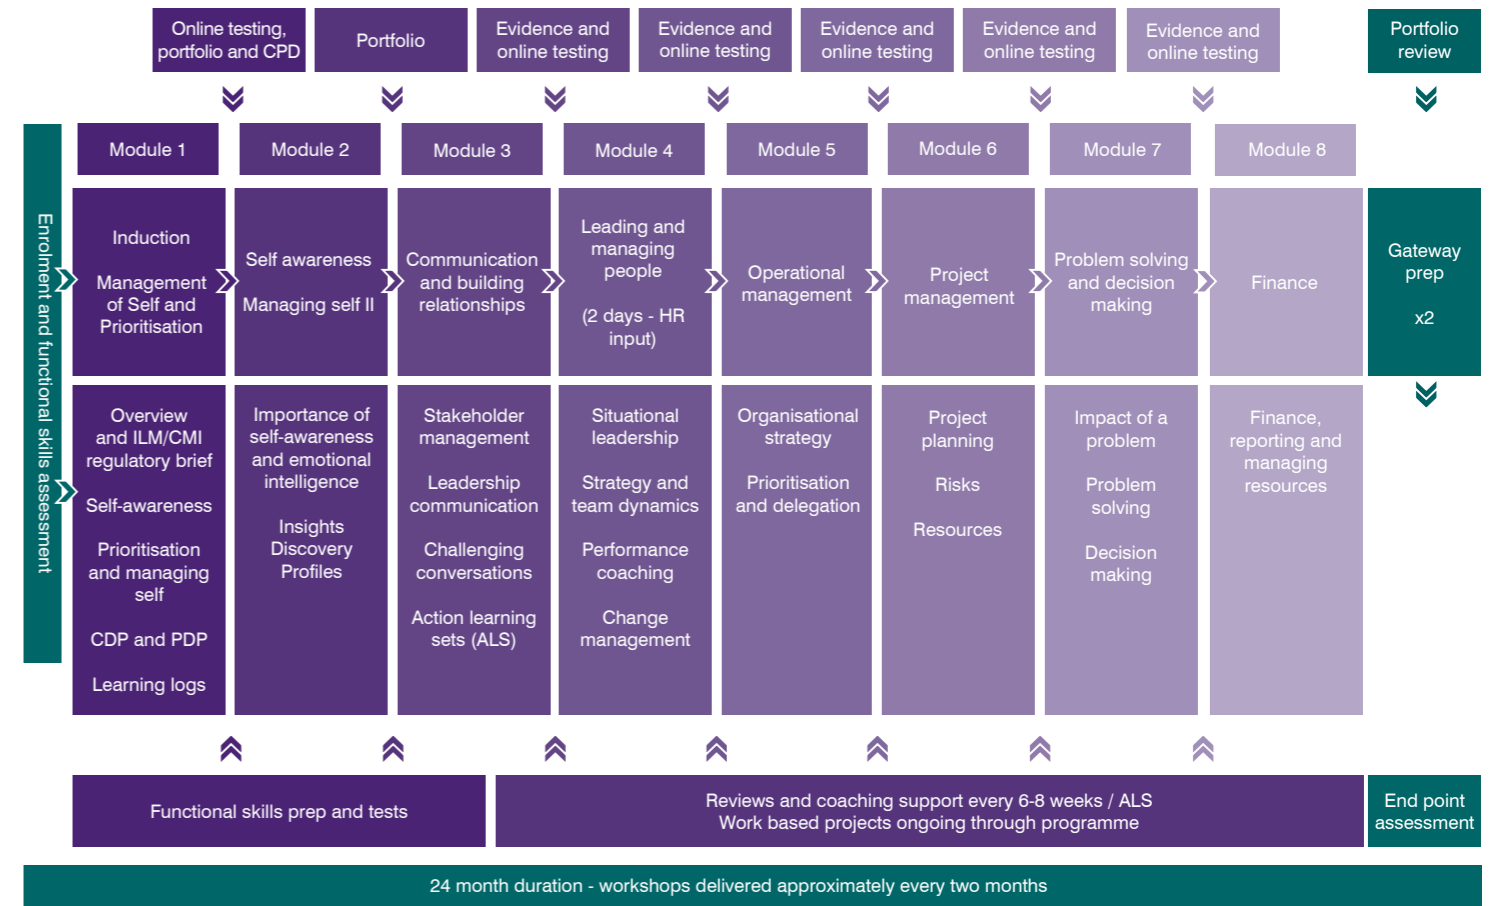 Online testing,
portfolio and CPD
Portfolio
Evidence and
online testing
Evidence and
online testing
Evidence and
online testing
Evidence and
online testing
Evidence and
online testing
Portfolio
review
Enrolment and functional skills assessment
Module 1
Module 2
Module 3
Module 4
Module 5
Module 6
Module 7
Module 8
Induction
Management
of Self and
Prioritisation
Self awareness
Managing self II
Communication
and building
relationships
Leading and
managing
people
(2 days - HR
input)
Operational
management
Project
management
Problem solving
and decision
making
Finance
Gateway
prep
x2
Overview
and ILM/CMI
regulatory brief
Self-awareness
Prioritisation
and managing
self
CDP and PDP
Learning logs
Importance of
self-awareness
and emotional
intelligence
Insights
Discovery
Profiles
Stakeholder
management
Leadership
communication
Challenging
conversations
Action learning
sets (ALS)
Situational
leadership
Strategy and
team dynamics
Performance
coaching
Change
management
Organisational
strategy
Prioritisation
and delegation
Project
planning
Risks
Resources
Impact of a
problem
Problem
solving
Decision
making
Finance,
reporting and
managing
resources
Functional skills prep and tests
Reviews and coaching support every 6-8 weeks / ALS
Work based projects ongoing through programme
End point
assessment
24 month duration - workshops delivered approximately every two months